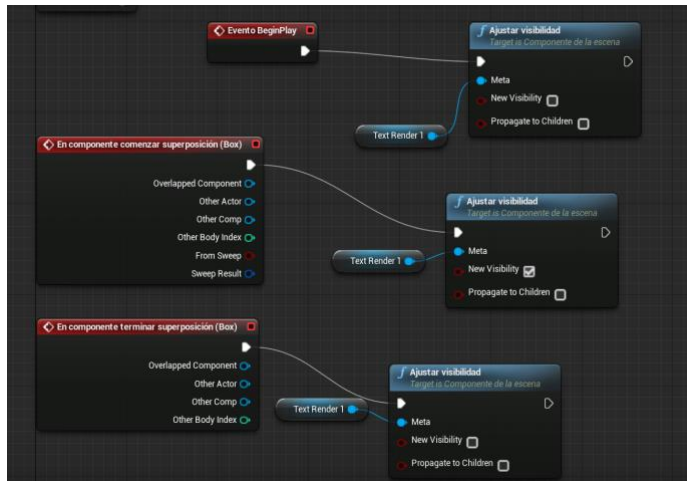 Evento BeginPlay
Ajustar visibilidad
Target is Componente de la escena
Meta
New Visibility
Propagate to Children
Text Render 1
En componente comenzar superposición (Box)
Overlapped Component
Other Actor
Other Comp
Other Body Index
From Sweep
Sweep Result
Ajustar visibilidad
Target is Componente de la escena
Meta
New Visibility
Propagate to Children
Text Render 1
En componente terminar superposición (Box)
Overlapped Component
Other Actor
Other Comp
Other Body Index
Ajustar visibilidad
Target is Componente de la escena
Meta
New Visibility
Propagate to Children
Text Render 1